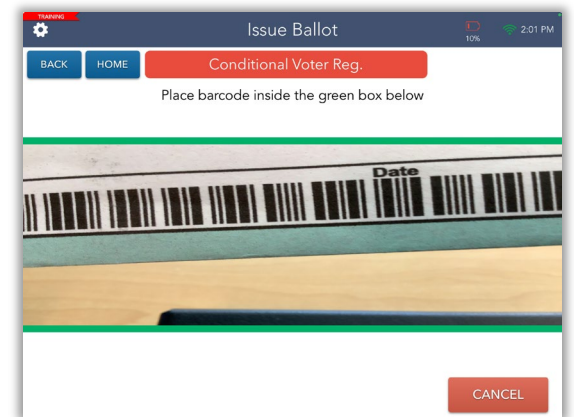 TRAINING
Issue Ballot
10%
2:01 PM
BACK
HOME
Conditional Voter Reg.
Place barcode inside the green box below
Date
CANCEL